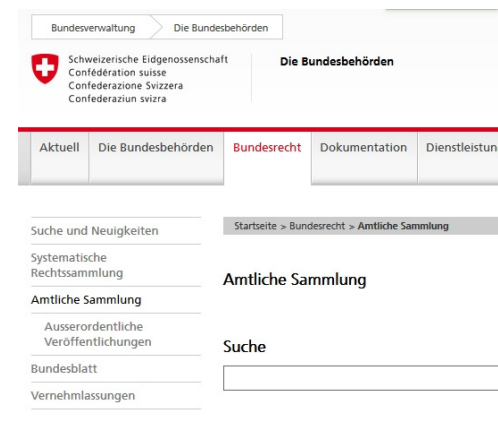 Bundesverwaltung
Die Bundesbehörden
Schweizerische Eidgenossenschaft
Confédération suisse
Confederazione Svizzera
Confederaziun svizra
Die Bundesbehörden
Aktuell
Die Bundesbehörden
Bundesrecht
Dokumentation
Dienstleistun
Suche und Neuigkeiten
Systematische
Rechtssammlung
Amtliche Sammlung
Ausserordentliche
Veröffentlichungen
Bundesblatt
Vernehmlassungen
Startseite > Bundesrecht > Amtliche Sammlung
Amtliche Sammlung
Suche